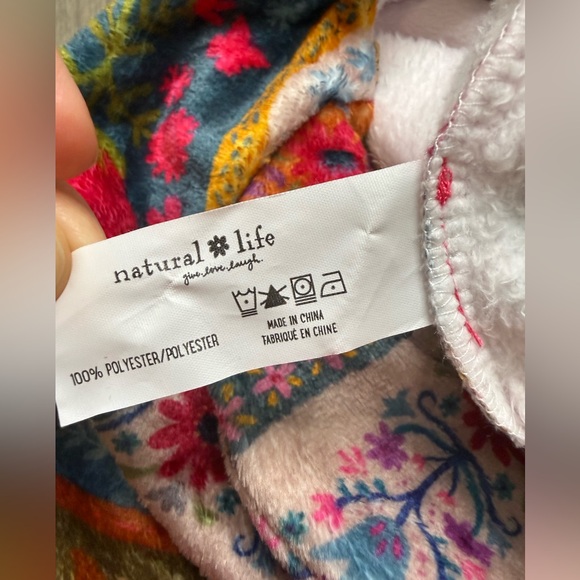 natural life
give. love. laugh.
MADE IN CHINA
FABRIQUÉ EN CHINE
100% POLYESTER/POLYESTER